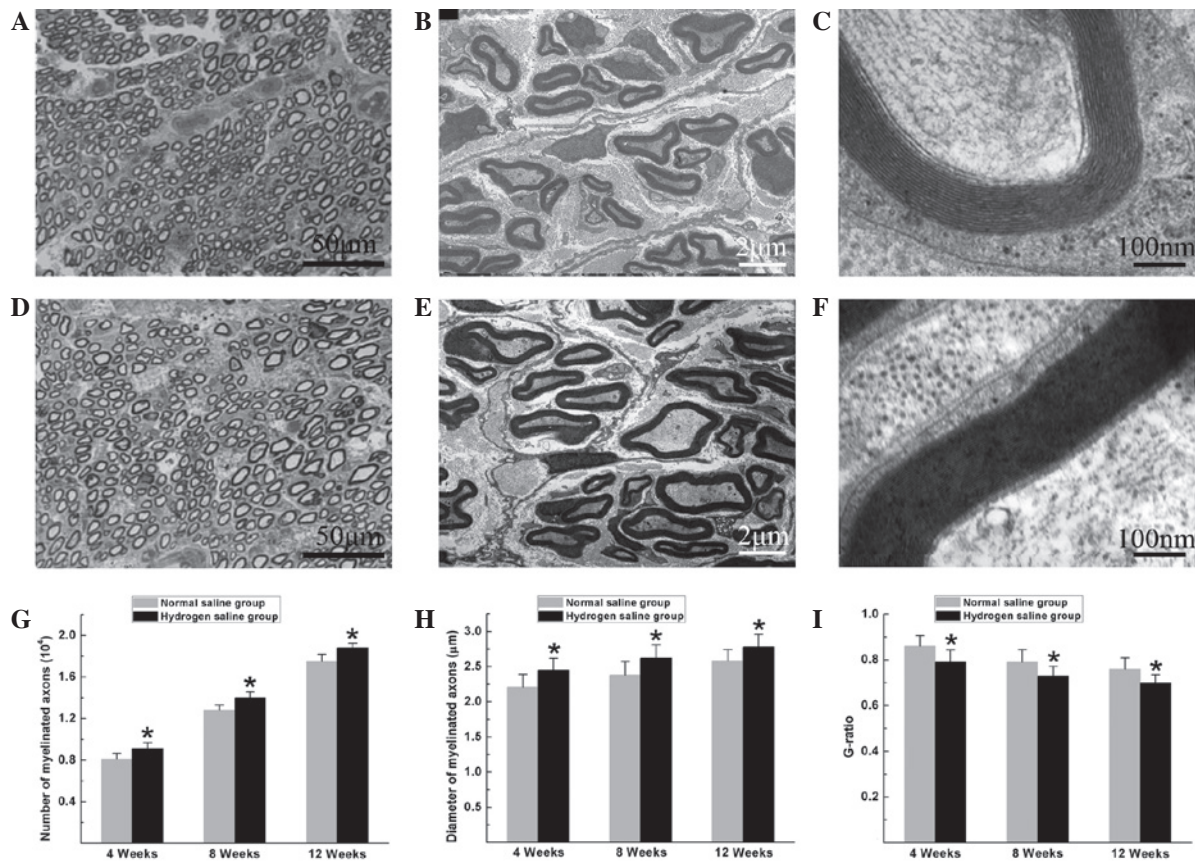 A
B
C
50µm
2µm
100nm
D
E
F
50µm
2µm
100nm
G
Normal saline group
Hydrogen saline group
Number of myelinated axons (10⁴)
2.0
1.6
1.2
0.8
0.4
*
*
*
4 Weeks
8 Weeks
12 Weeks
H
Normal saline group
Hydrogen saline group
Diameter of myelinated axons (µm)
3.0
2.5
2.0
1.5
1.0
0.5
*
*
*
4 Weeks
8 Weeks
12 Weeks
I
Normal saline group
Hydrogen saline group
G-ratio
1.0
0.8
0.6
0.4
0.2
*
*
*
4 Weeks
8 Weeks
12 Weeks